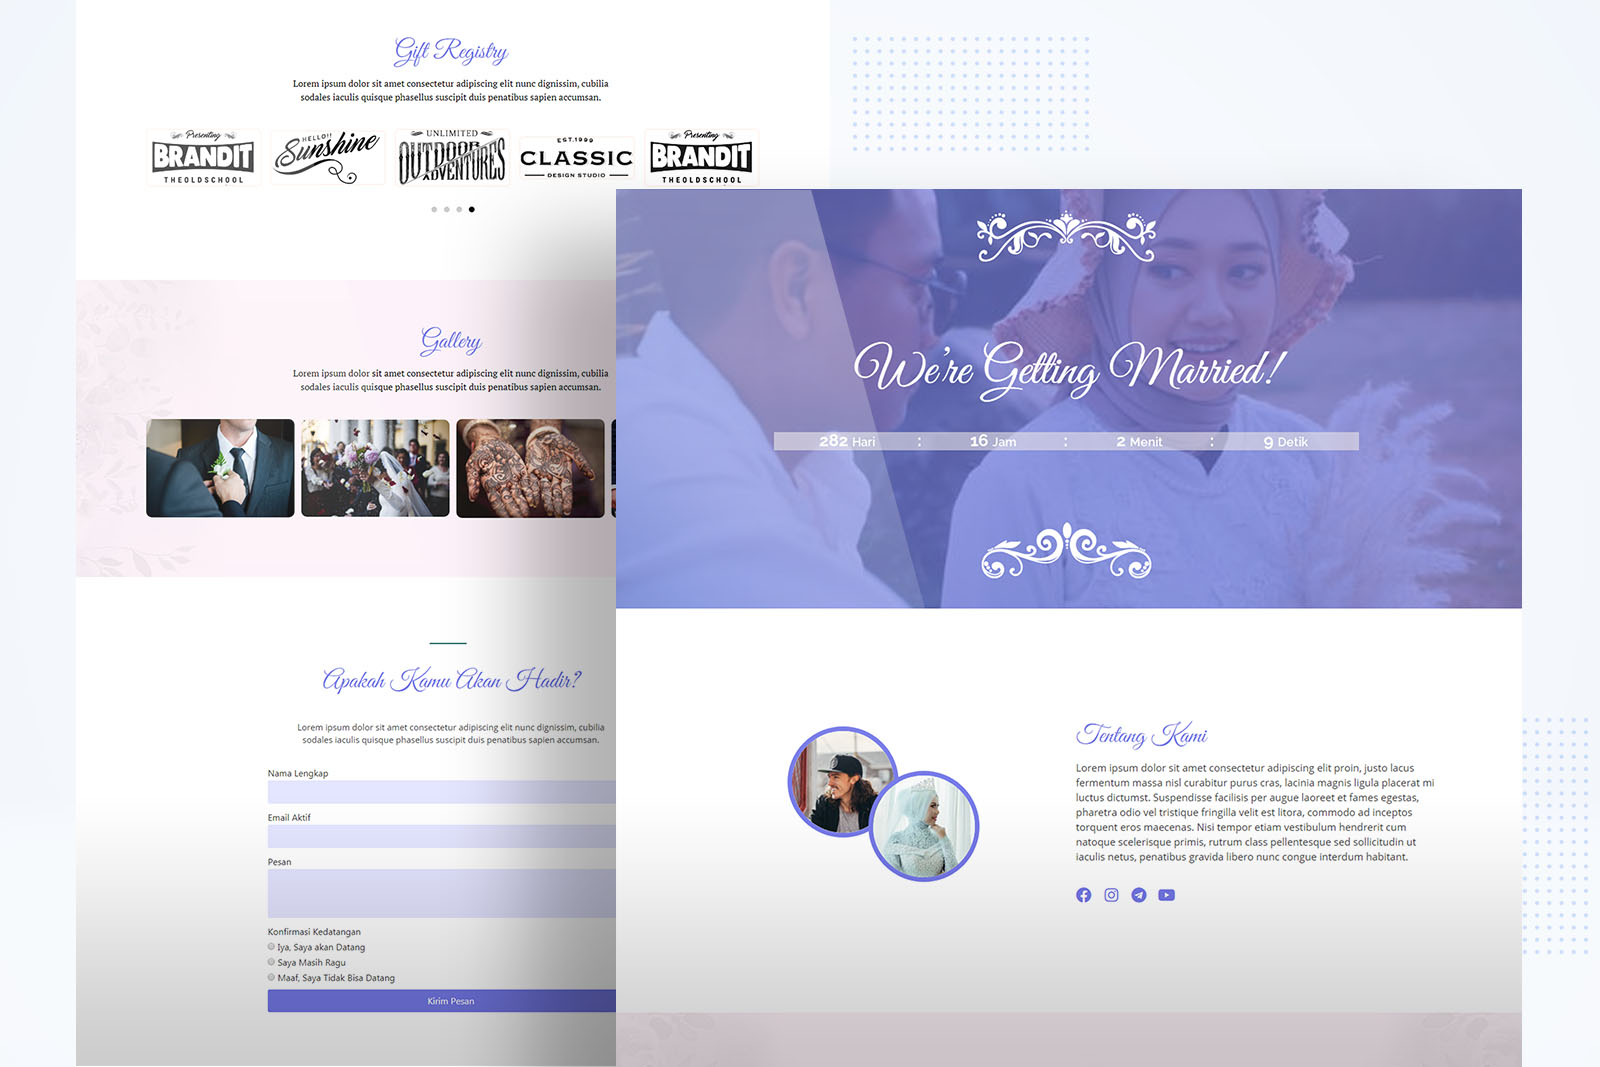 Gift Registry
Lorem ipsum dolor sit amet consectetur adipiscing elit nunc dignissim, cubilia
sodales iaculis quisque phasellus suscipit duis penatibus sapien accumsan.
Presenting
BRANDIT
THEOLDSCHOOL
HELLO!!
Sunshine
UNLIMITED
OUTDOOR
ADVENTURES
EST.1999
CLASSIC
DESIGN STUDIO
Presenting
BRANDIT
THEOLDSCHOOL
Gallery
Lorem ipsum dolor sit amet consectetur adipiscing elit nunc dignissim, cubilia
sodales iaculis quisque phasellus suscipit duis penatibus sapien accumsan.
Apakah Kamu Akan Hadir?
Lorem ipsum dolor sit amet consectetur adipiscing elit nunc dignissim, cubilia
sodales iaculis quisque phasellus suscipit duis penatibus sapien accumsan.
Nama Lengkap
Email Aktif
Pesan
Konfirmasi Kedatangan
Iya, Saya akan Datang
Saya Masih Ragu
Maaf, Saya Tidak Bisa Datang
Kirim Pesan
We're Getting Married!
282 Hari : 16 Jam : 2 Menit : 9 Detik
Tentang Kami
Lorem ipsum dolor sit amet consectetur adipiscing elit proin, justo lacus
fermentum massa nisl curabitur purus cras, lacinia magnis ligula placerat mi
luctus dictumst. Suspendisse facilisis per augue laoreet et fames egestas,
pharetra odio vel tristique fringilla velit est litora, commodo ad inceptos
torquent eros maecenas. Nisi tempor etiam vestibulum hendrerit cum
natoque scelerisque primis, rutrum class pellentesque sed sollicitudin ut
iaculis netus, penatibus gravida libero nunc congue interdum habitant.